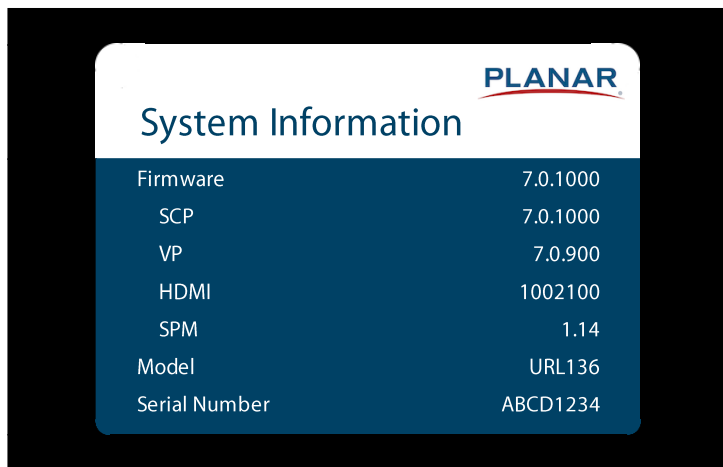 PLANAR
System Information
Firmware 7.0.1000
SCP 7.0.1000
VP 7.0.900
HDMI 1002100
SPM 1.14
Model URL136
Serial Number ABCD1234